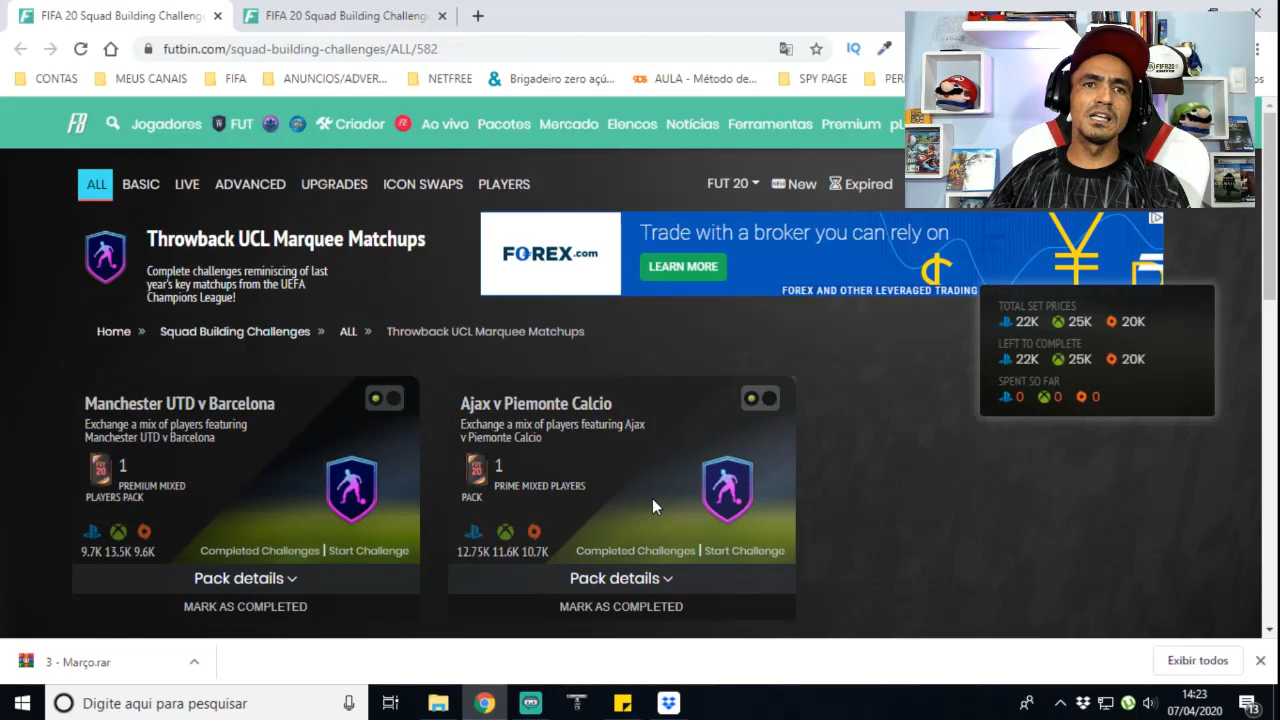 FIFA 20 Squad Building Challeng
FIFA 20 Squad Building Challeng
futbin.com/squad-building-challenges/ALL/582
CONTAS
MEUS CANAIS
FIFA
ANUNCIOS/ADVER...
NETFREE
Brigadeiro zero açú...
AULA - Método de...
SPY PAGE
Jogadores
FUT
Ao vivo
Pacotes
Mercado
Elencos
Notícias
Ferramentas
Premium
ALL
BASIC
LIVE
ADVANCED
UPGRADES
ICON SWAPS
PLAYERS
FUT 20
New
Expired
Throwback UCL Marquee Matchups
Complete challenges reminiscing of last
year's key matchups from the UEFA
Champions League!
FOREX.com
Trade with a broker you can rely on
LEARN MORE
FOREX AND OTHER LEVERAGED TRADING
Home » Squad Building Challenges » ALL » Throwback UCL Marquee Matchups
TOTAL SET PRICES
22K 25K 20K
LEFT TO COMPLETE
22K 25K 20K
SPENT SO FAR
0 0 0
Manchester UTD v Barcelona
Exchange a mix of players featuring
Manchester UTD v Barcelona
1
PREMIUM MIXED
PLAYERS PACK
9.7K 13.5K 9.6K
Completed Challenges | Start Challenge
Pack details
MARK AS COMPLETED
Ajax v Piemonte Calcio
Exchange a mix of players featuring Ajax
v Piemonte Calcio
1
PRIME MIXED PLAYERS
PACK
12.75K 11.6K 10.7K
Completed Challenges | Start Challenge
Pack details
MARK AS COMPLETED
3 - Março.rar
Exibir todos
Digite aqui para pesquisar
14:23
07/04/2020
13